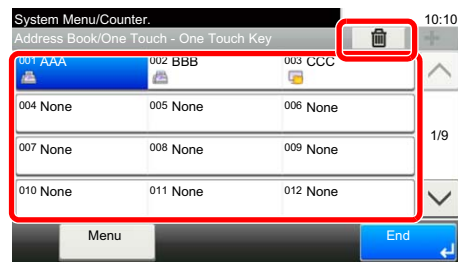 System Menu/Counter. 10:10
Address Book/One Touch - One Touch Key
001 AAA 002 BBB 003 CCC
004 None 005 None 006 None
1/9
007 None 008 None 009 None
010 None 011 None 012 None
Menu End